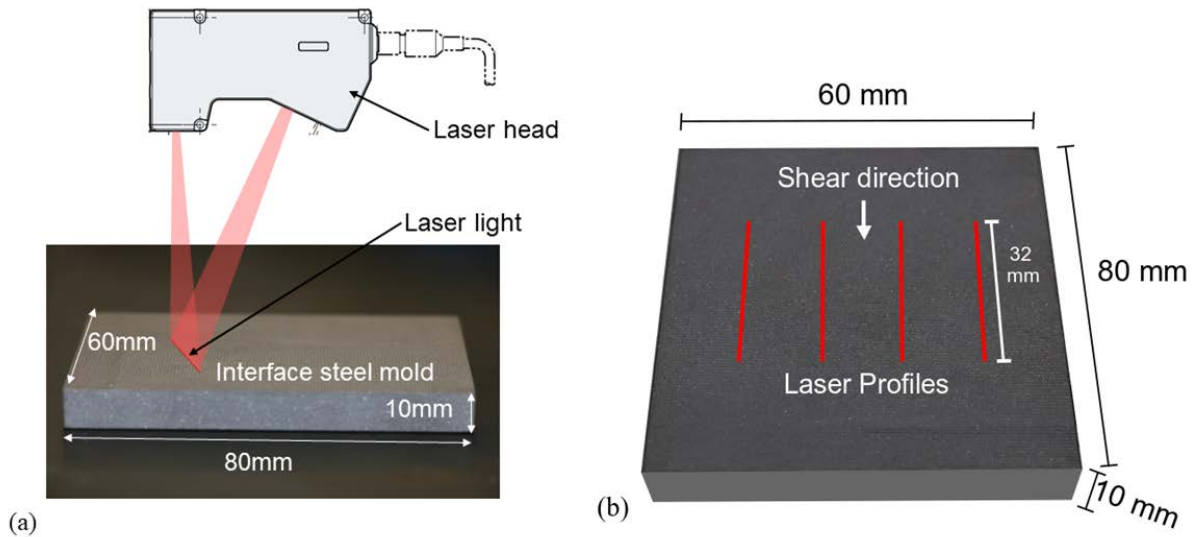 Laser head
Laser light
60mm
Interface steel mold
10mm
80mm
(a)
60 mm
Shear direction
32
mm
80 mm
Laser Profiles
10 mm
(b)